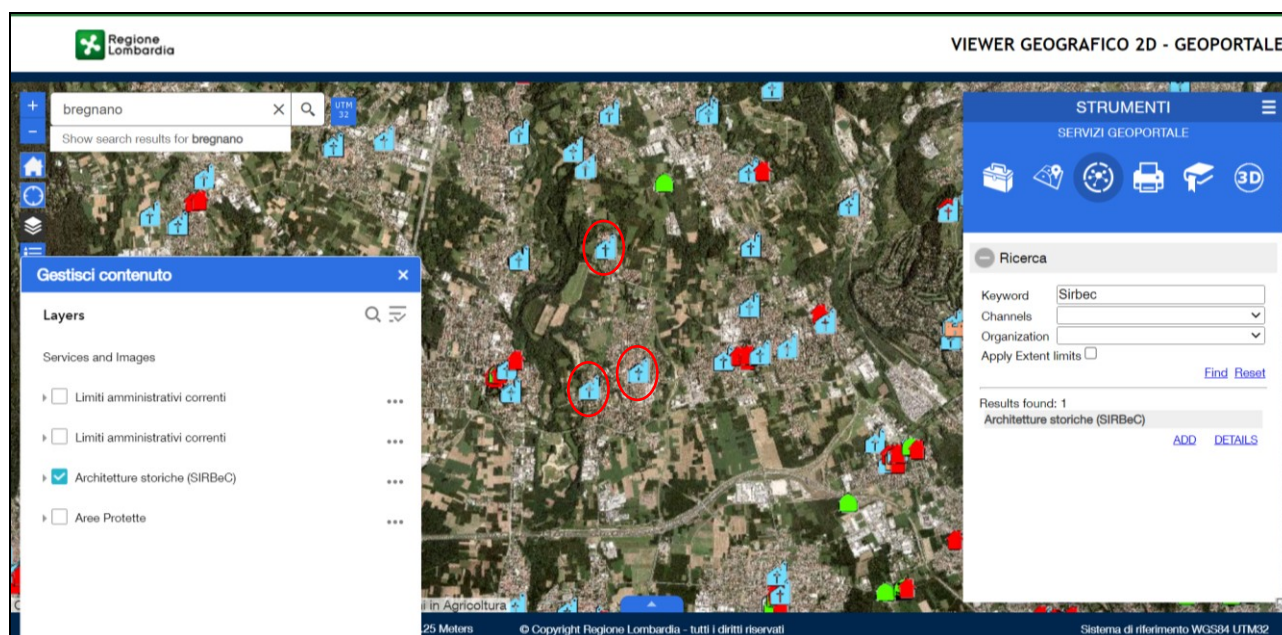 Regione
Lombardia
VIEWER GEOGRAFICO 2D - GEOPORTALE
+
bregnano
UTM
32
-
Show search results for bregnano
STRUMENTI
SERVIZI GEOPORTALE
3D
Gestisci contenuto
Layers
Services and Images
Limiti amministrativi correnti
Limiti amministrativi correnti
Architetture storiche (SIRBeC)
Aree Protette
Ricerca
Keyword Sirbec
Channels
Organization
Apply Extent limits
Find Reset
Results found: 1
Architetture storiche (SIRBeC)
ADD DETAILS
in Agricoltura
.25 Meters
© Copyright Regione Lombardia - tutti i diritti riservati
Sistema di riferimento WGS84 UTM32